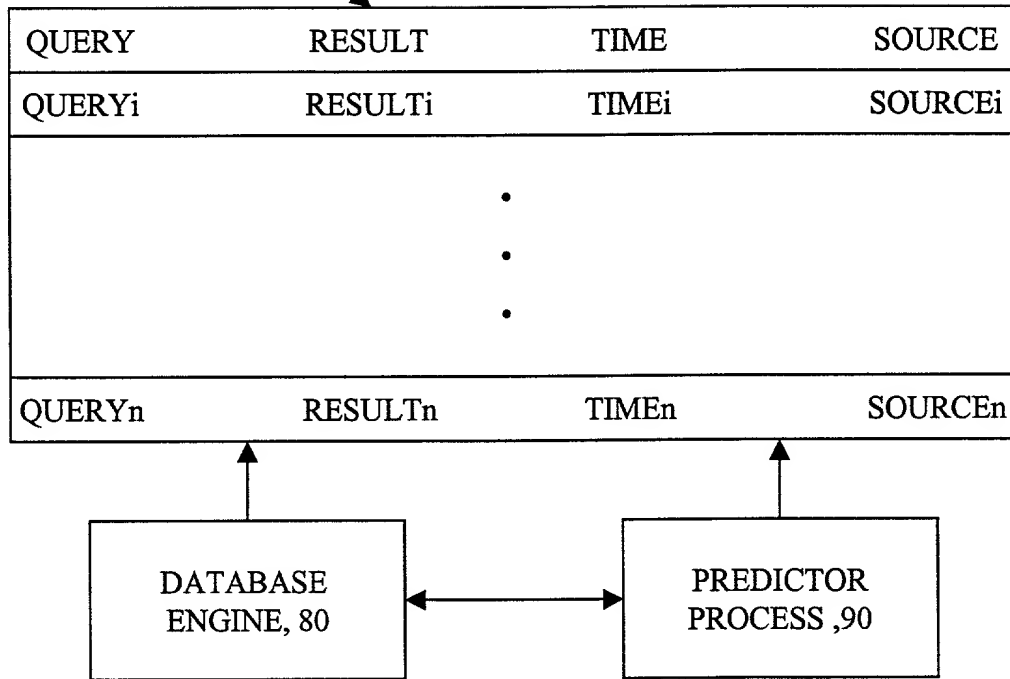 QUERY RESULT TIME SOURCE
QUERYi RESULTi TIMEi SOURCEi
QUERYn RESULTn TIMEn SOURCEn
DATABASE
ENGINE, 80
PREDICTOR
PROCESS ,90